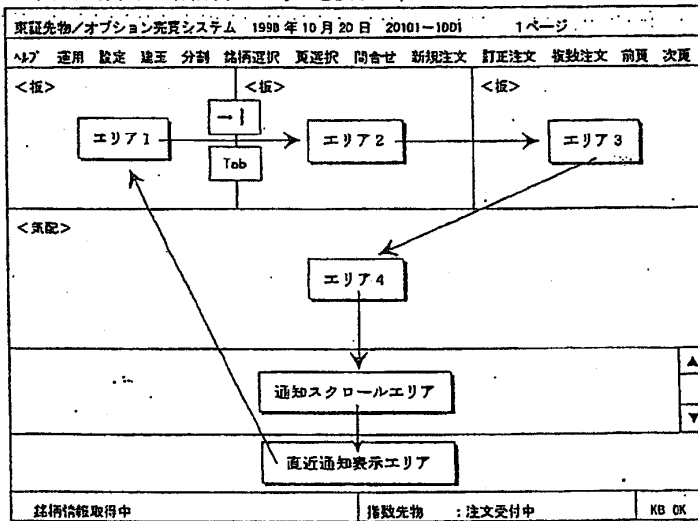 東証先物/オプション売買システム 1998年10月20日 20101-10D1 1ページ
ヘルプ 運用 設定 建玉 分割 銘柄選択 頁選択 問合せ 新規注文 訂正注文 複数注文 前頁 次頁
<板> <板> <板>
→|
エリア1 エリア2 エリア3
Tab
<気配>
エリア4
通知スクロールエリア
▲
▼
直近通知表示エリア
銘柄情報取得中 指数先物 :注文受付中 KB OK